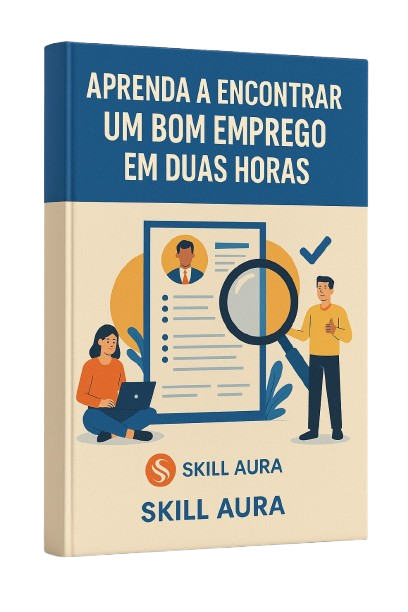 APRENDA A ENCONTRAR
UM BOM EMPREGO
EM DUAS HORAS
SKILL AURA
SKILL AURA